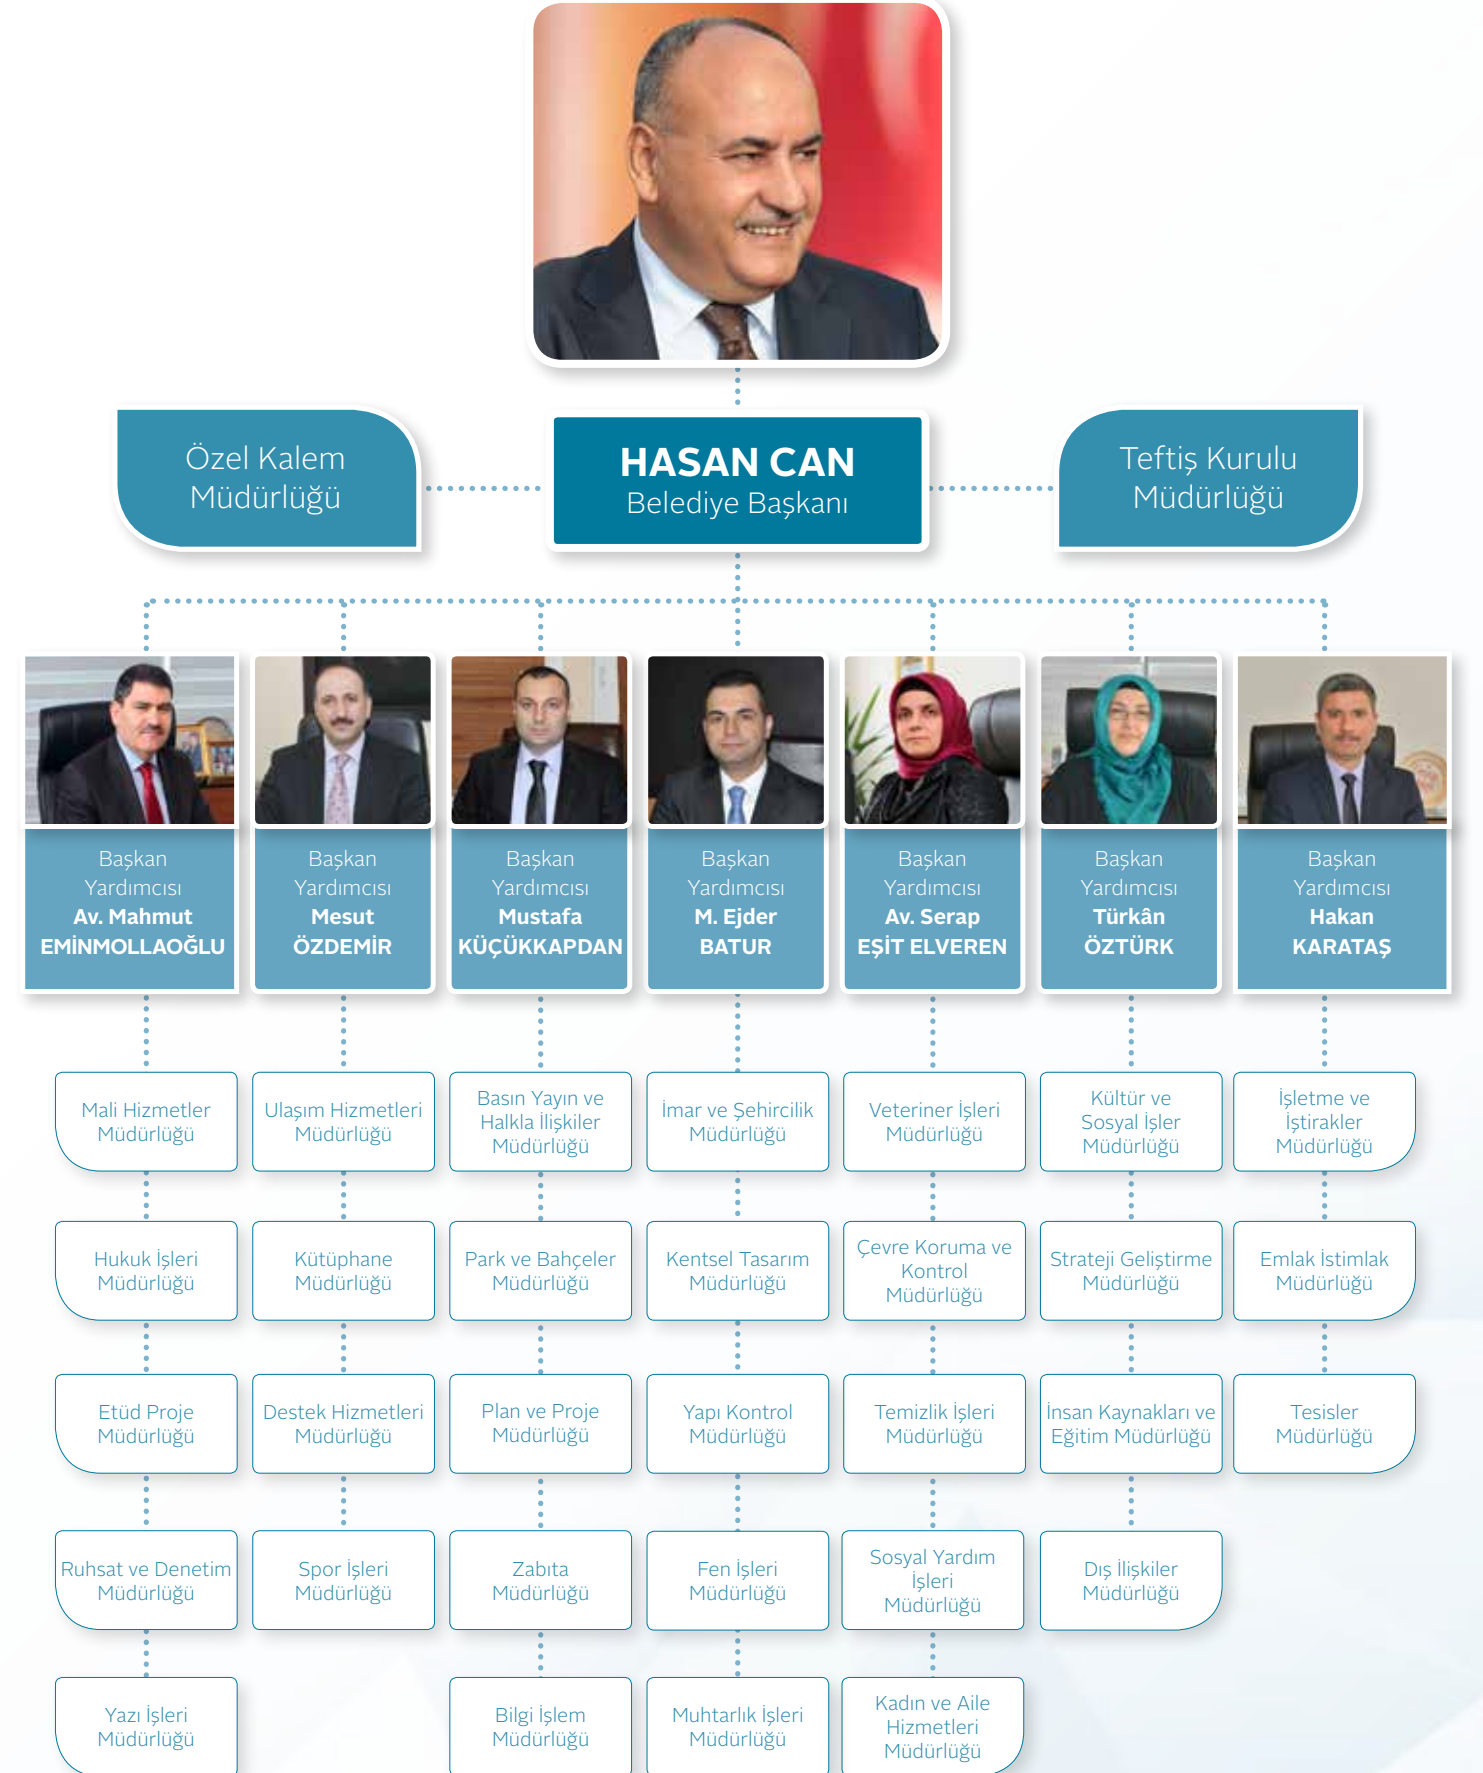 Özel Kalem
Müdürlüğü
HASAN CAN
Belediye Başkanı
Teftiş Kurulu
Müdürlüğü
Başkan
Yardımcısı
Av. Mahmut
EMİNMOLLAOĞLU
Başkan
Yardımcısı
Mesut
ÖZDEMİR
Başkan
Yardımcısı
Mustafa
KÜÇÜKKAPDAN
Başkan
Yardımcısı
M. Ejder
BATUR
Başkan
Yardımcısı
Av. Serap
EŞİT ELVEREN
Başkan
Yardımcısı
Türkân
ÖZTÜRK
Başkan
Yardımcısı
Hakan
KARATAŞ
Mali Hizmetler
Müdürlüğü
Ulaşım Hizmetleri
Müdürlüğü
Basın Yayın ve
Halkla İlişkiler
Müdürlüğü
İmar ve Şehircilik
Müdürlüğü
Veteriner İşleri
Müdürlüğü
Kültür ve
Sosyal İşler
Müdürlüğü
İşletme ve
İştirakler
Müdürlüğü
Hukuk İşleri
Müdürlüğü
Kütüphane
Müdürlüğü
Park ve Bahçeler
Müdürlüğü
Kentsel Tasarım
Müdürlüğü
Çevre Koruma ve
Kontrol
Müdürlüğü
Strateji Geliştirme
Müdürlüğü
Emlak İstimlak
Müdürlüğü
Etüd Proje
Müdürlüğü
Destek Hizmetleri
Müdürlüğü
Plan ve Proje
Müdürlüğü
Yapı Kontrol
Müdürlüğü
Temizlik İşleri
Müdürlüğü
İnsan Kaynakları ve
Eğitim Müdürlüğü
Tesisler
Müdürlüğü
Ruhsat ve Denetim
Müdürlüğü
Spor İşleri
Müdürlüğü
Zabıta
Müdürlüğü
Fen İşleri
Müdürlüğü
Sosyal Yardım
İşleri
Müdürlüğü
Dış İlişkiler
Müdürlüğü
Yazı İşleri
Müdürlüğü
Bilgi İşlem
Müdürlüğü
Muhtarlık İşleri
Müdürlüğü
Kadın ve Aile
Hizmetleri
Müdürlüğü